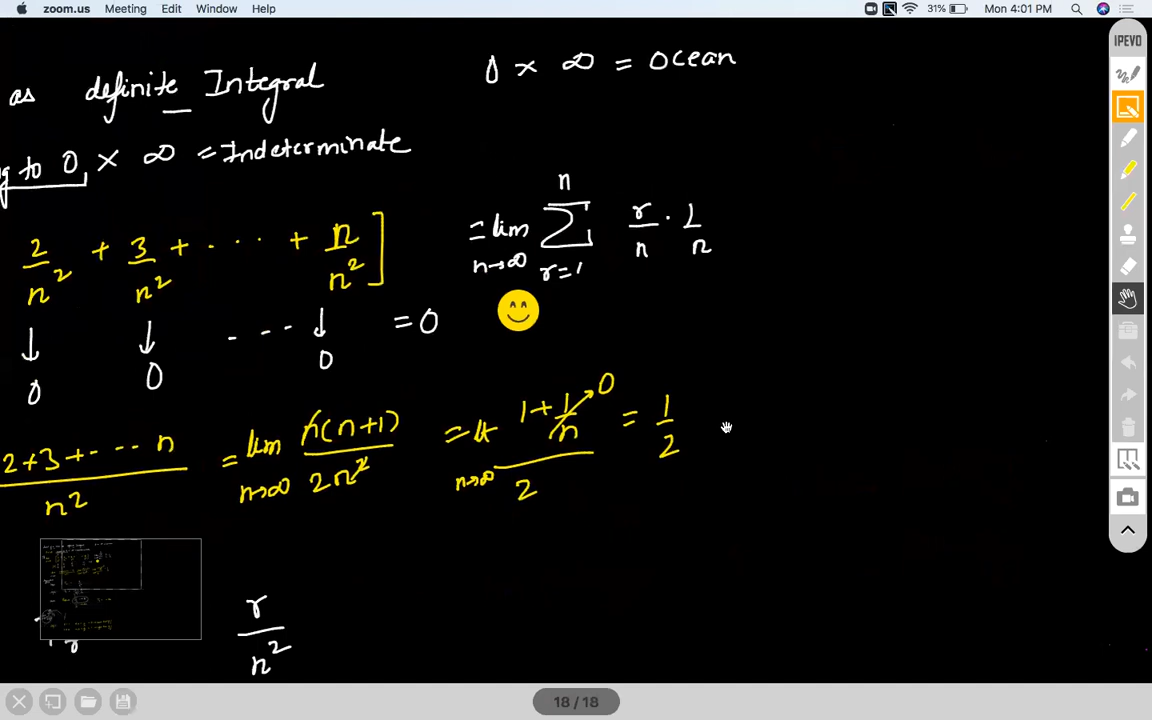 zoom.us Meeting Edit Window Help 31% Mon 4:01 PM
IPEVO
as definite Integral
0 × ∞ = Ocean
g to 0, × ∞ = Indeterminate
2/n² + 3/n² + . . . + n/n² ]
= lim n→∞ n Σ r=1 r/n · 1/n
↓ ↓ - -- ↓ = 0
0 0 0
2+3+ - -- n / n² = lim n→∞ n(n+1) / 2n² = lt n→∞ 1 + 1/n → 0 / 2 = 1/2
r/n²
18 / 18